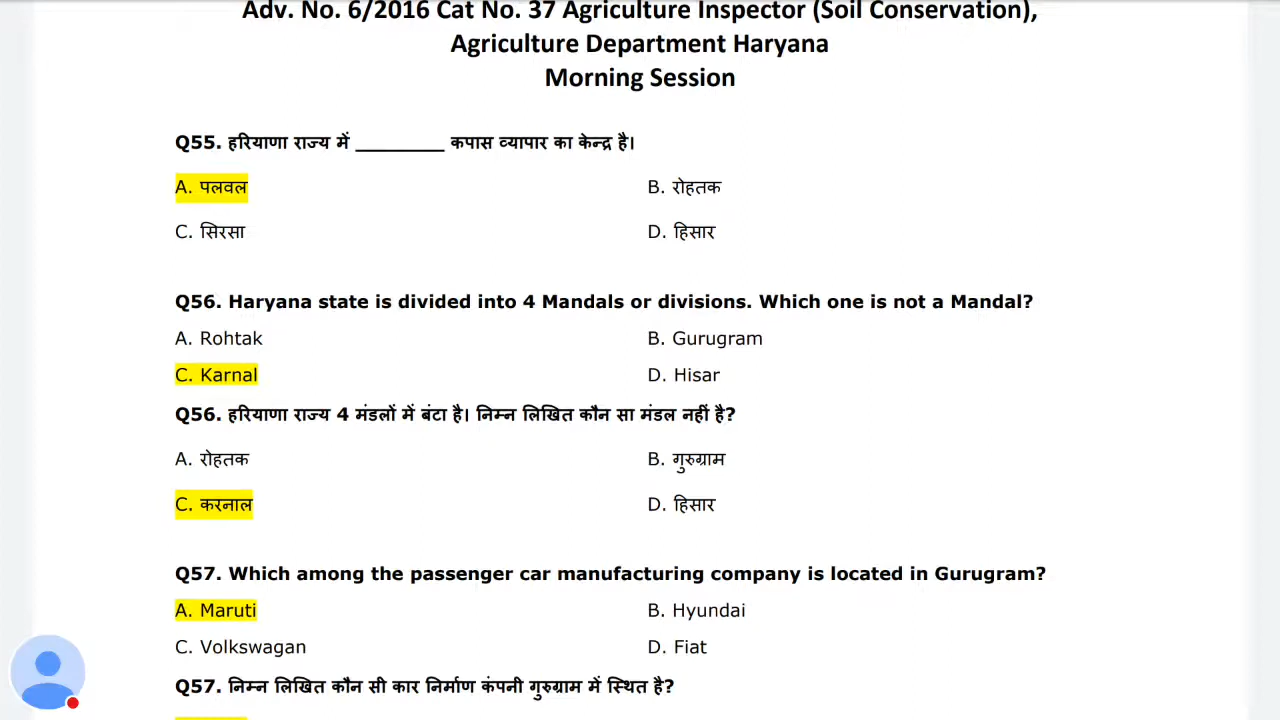 Adv. No. 6/2016 Cat No. 37 Agriculture Inspector (Soil Conservation),
Agriculture Department Haryana
Morning Session
Q55. हरियाणा राज्य में ________ कपास व्यापार का केन्द्र है।
A. पलवल B. रोहतक
C. सिरसा D. हिसार
Q56. Haryana state is divided into 4 Mandals or divisions. Which one is not a Mandal?
A. Rohtak B. Gurugram
C. Karnal D. Hisar
Q56. हरियाणा राज्य 4 मंडलों में बंटा है। निम्न लिखित कौन सा मंडल नहीं है?
A. रोहतक B. गुरुग्राम
C. करनाल D. हिसार
Q57. Which among the passenger car manufacturing company is located in Gurugram?
A. Maruti B. Hyundai
C. Volkswagan D. Fiat
Q57. निम्न लिखित कौन सी कार निर्माण कंपनी गुरुग्राम में स्थित है?